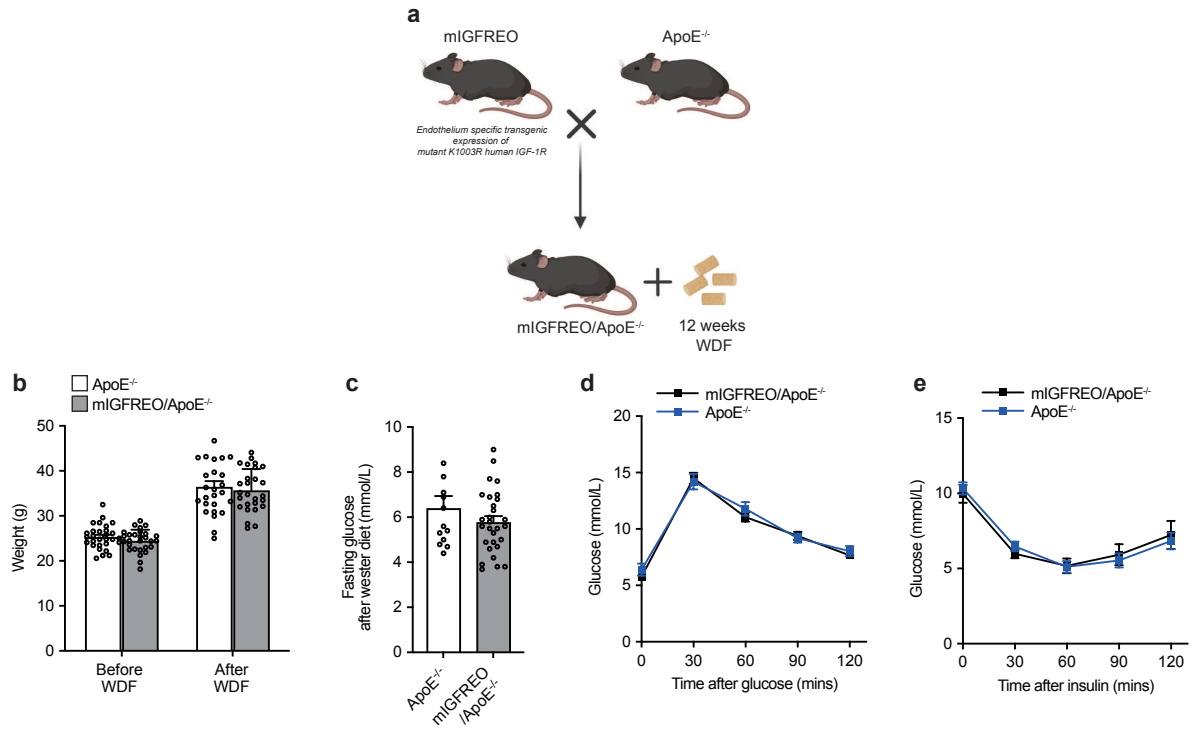 a
mIGFREO
ApoE-/-
Endothelium specific transgenic
expression of
mutant K1003R human IGF-1R
mIGFREO/ApoE-/-
12 weeks
WDF
b
ApoE-/-
mIGFREO/ApoE-/-
Weight (g)
50
40
30
20
10
0
Before
WDF
After
WDF
c
Fasting glucose
after wester diet (mmol/L)
10
8
6
4
2
0
ApoE-/-
mIGFREO
/ApoE-/-
d
mIGFREO/ApoE-/-
ApoE-/-
Glucose (mmol/L)
20
15
10
5
0
0 30 60 90 120
Time after glucose (mins)
e
mIGFREO/ApoE-/-
ApoE-/-
Glucose (mmol/L)
15
10
5
0
0 30 60 90 120
Time after insulin (mins)